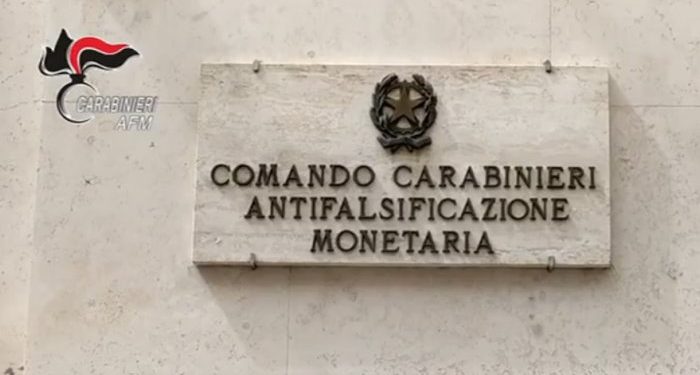 CARABINIERI
AFM
COMANDO CARABINIERI
ANTIFALSIFICAZIONE
MONETARIA